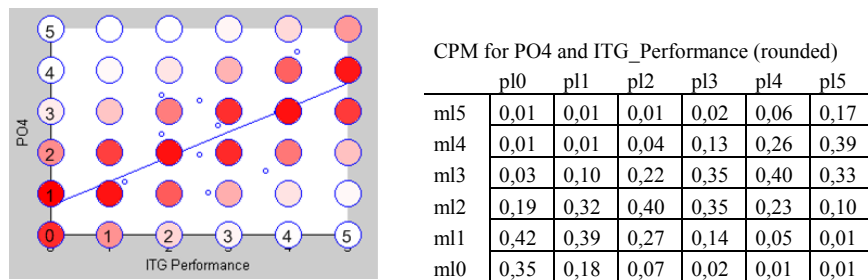 5
4
3
2
1
0 1 2 3 4 5
PO4
ITG Performance
CPM for PO4 and ITG_Performance (rounded)
pl0 pl1 pl2 pl3 pl4 pl5
ml5 0,01 0,01 0,01 0,02 0,06 0,17
ml4 0,01 0,01 0,04 0,13 0,26 0,39
ml3 0,03 0,10 0,22 0,35 0,40 0,33
ml2 0,19 0,32 0,40 0,35 0,23 0,10
ml1 0,42 0,39 0,27 0,14 0,05 0,01
ml0 0,35 0,18 0,07 0,02 0,01 0,01